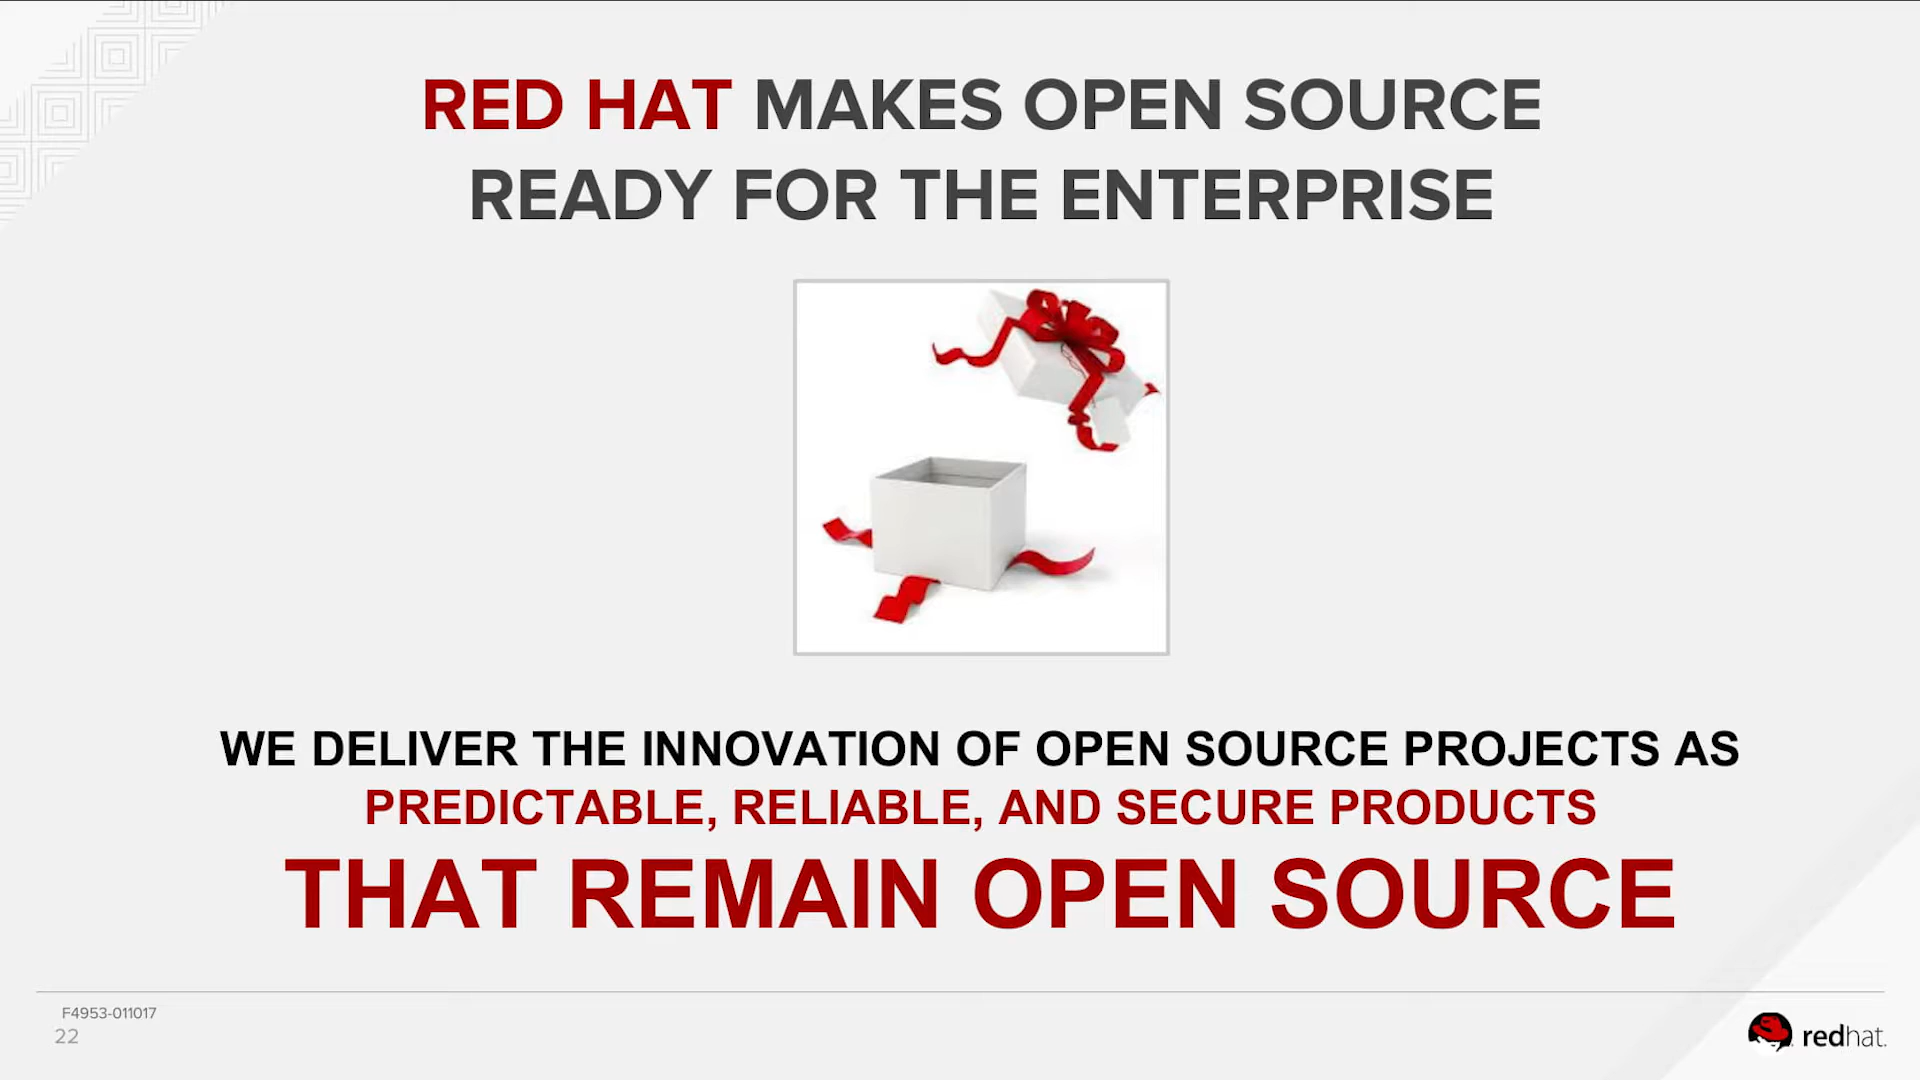 RED HAT MAKES OPEN SOURCE
READY FOR THE ENTERPRISE
WE DELIVER THE INNOVATION OF OPEN SOURCE PROJECTS AS
PREDICTABLE, RELIABLE, AND SECURE PRODUCTS
THAT REMAIN OPEN SOURCE
F4953-011017
22
redhat.